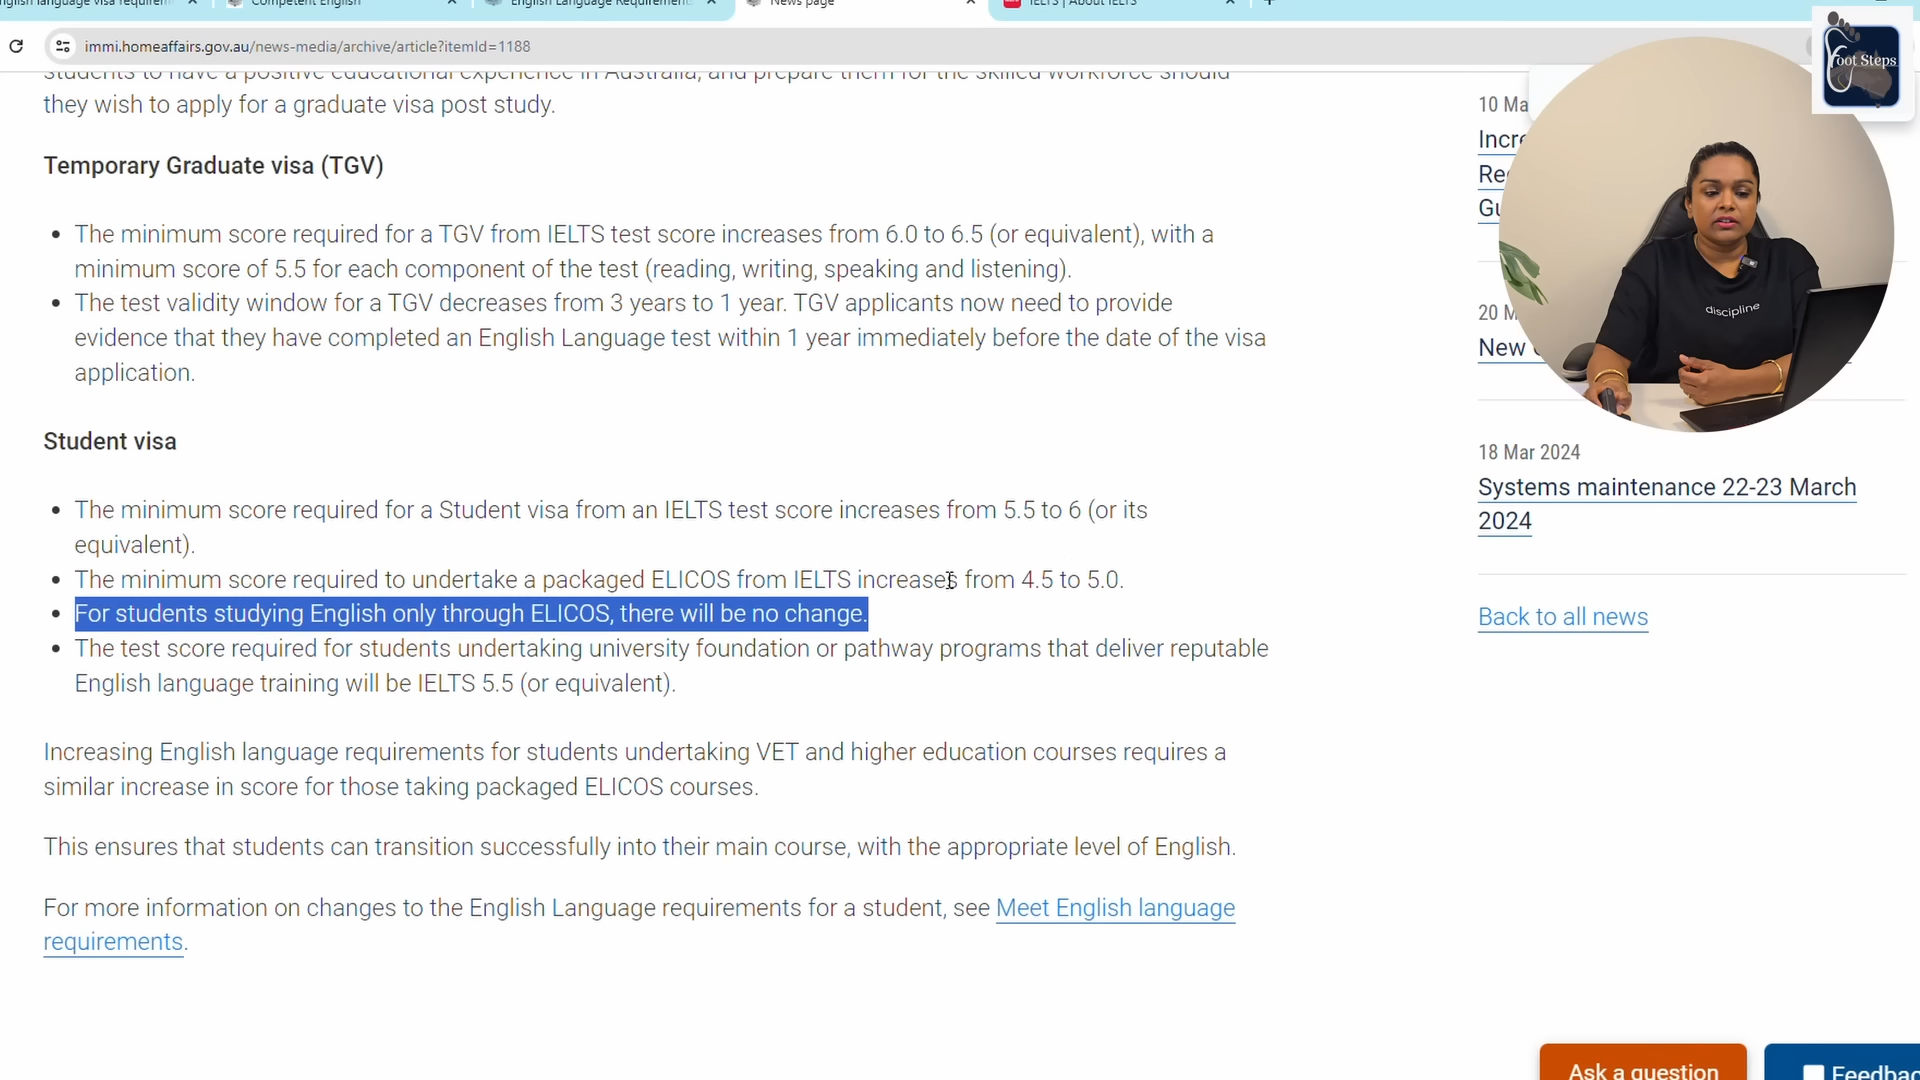 Competent English
English Language Requirement
News page
IELTS | About IELTS
immi.homeaffairs.gov.au/news-media/archive/article?itemId=1188
Foot Steps
students to have a positive educational experience in Australia, and prepare them for the skilled workforce should
they wish to apply for a graduate visa post study.
Temporary Graduate visa (TGV)
• The minimum score required for a TGV from IELTS test score increases from 6.0 to 6.5 (or equivalent), with a
minimum score of 5.5 for each component of the test (reading, writing, speaking and listening).
• The test validity window for a TGV decreases from 3 years to 1 year. TGV applicants now need to provide
evidence that they have completed an English Language test within 1 year immediately before the date of the visa
application.
Student visa
• The minimum score required for a Student visa from an IELTS test score increases from 5.5 to 6 (or its
equivalent).
• The minimum score required to undertake a packaged ELICOS from IELTS increases from 4.5 to 5.0.
• For students studying English only through ELICOS, there will be no change.
• The test score required for students undertaking university foundation or pathway programs that deliver reputable
English language training will be IELTS 5.5 (or equivalent).
Increasing English language requirements for students undertaking VET and higher education courses requires a
similar increase in score for those taking packaged ELICOS courses.
This ensures that students can transition successfully into their main course, with the appropriate level of English.
For more information on changes to the English Language requirements for a student, see Meet English language
requirements.
10 Ma
20 M
New
discipline
18 Mar 2024
Systems maintenance 22-23 March
2024
Back to all news
Ask a question
Feedbac